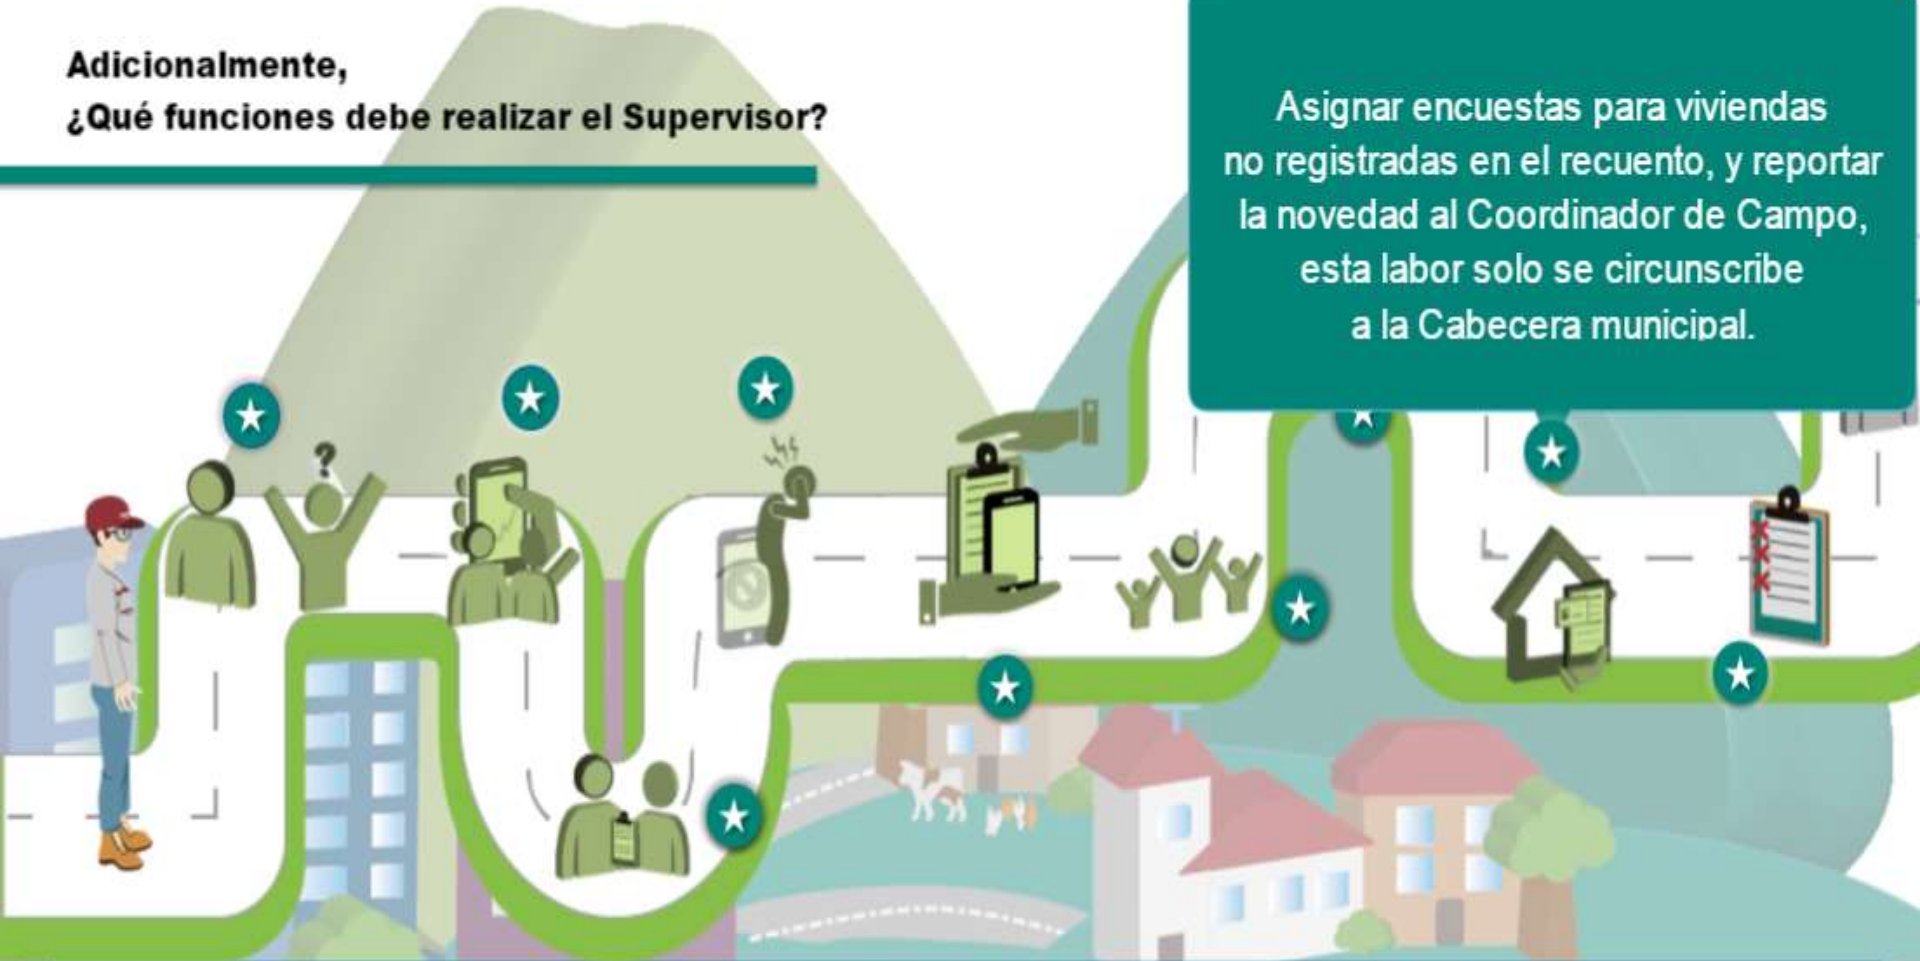 Adicionalmente,
¿Qué funciones debe realizar el Supervisor?
Asignar encuestas para viviendas
no registradas en el recuento, y reportar
la novedad al Coordinador de Campo,
esta labor solo se circunscribe
a la Cabecera municipal.
?